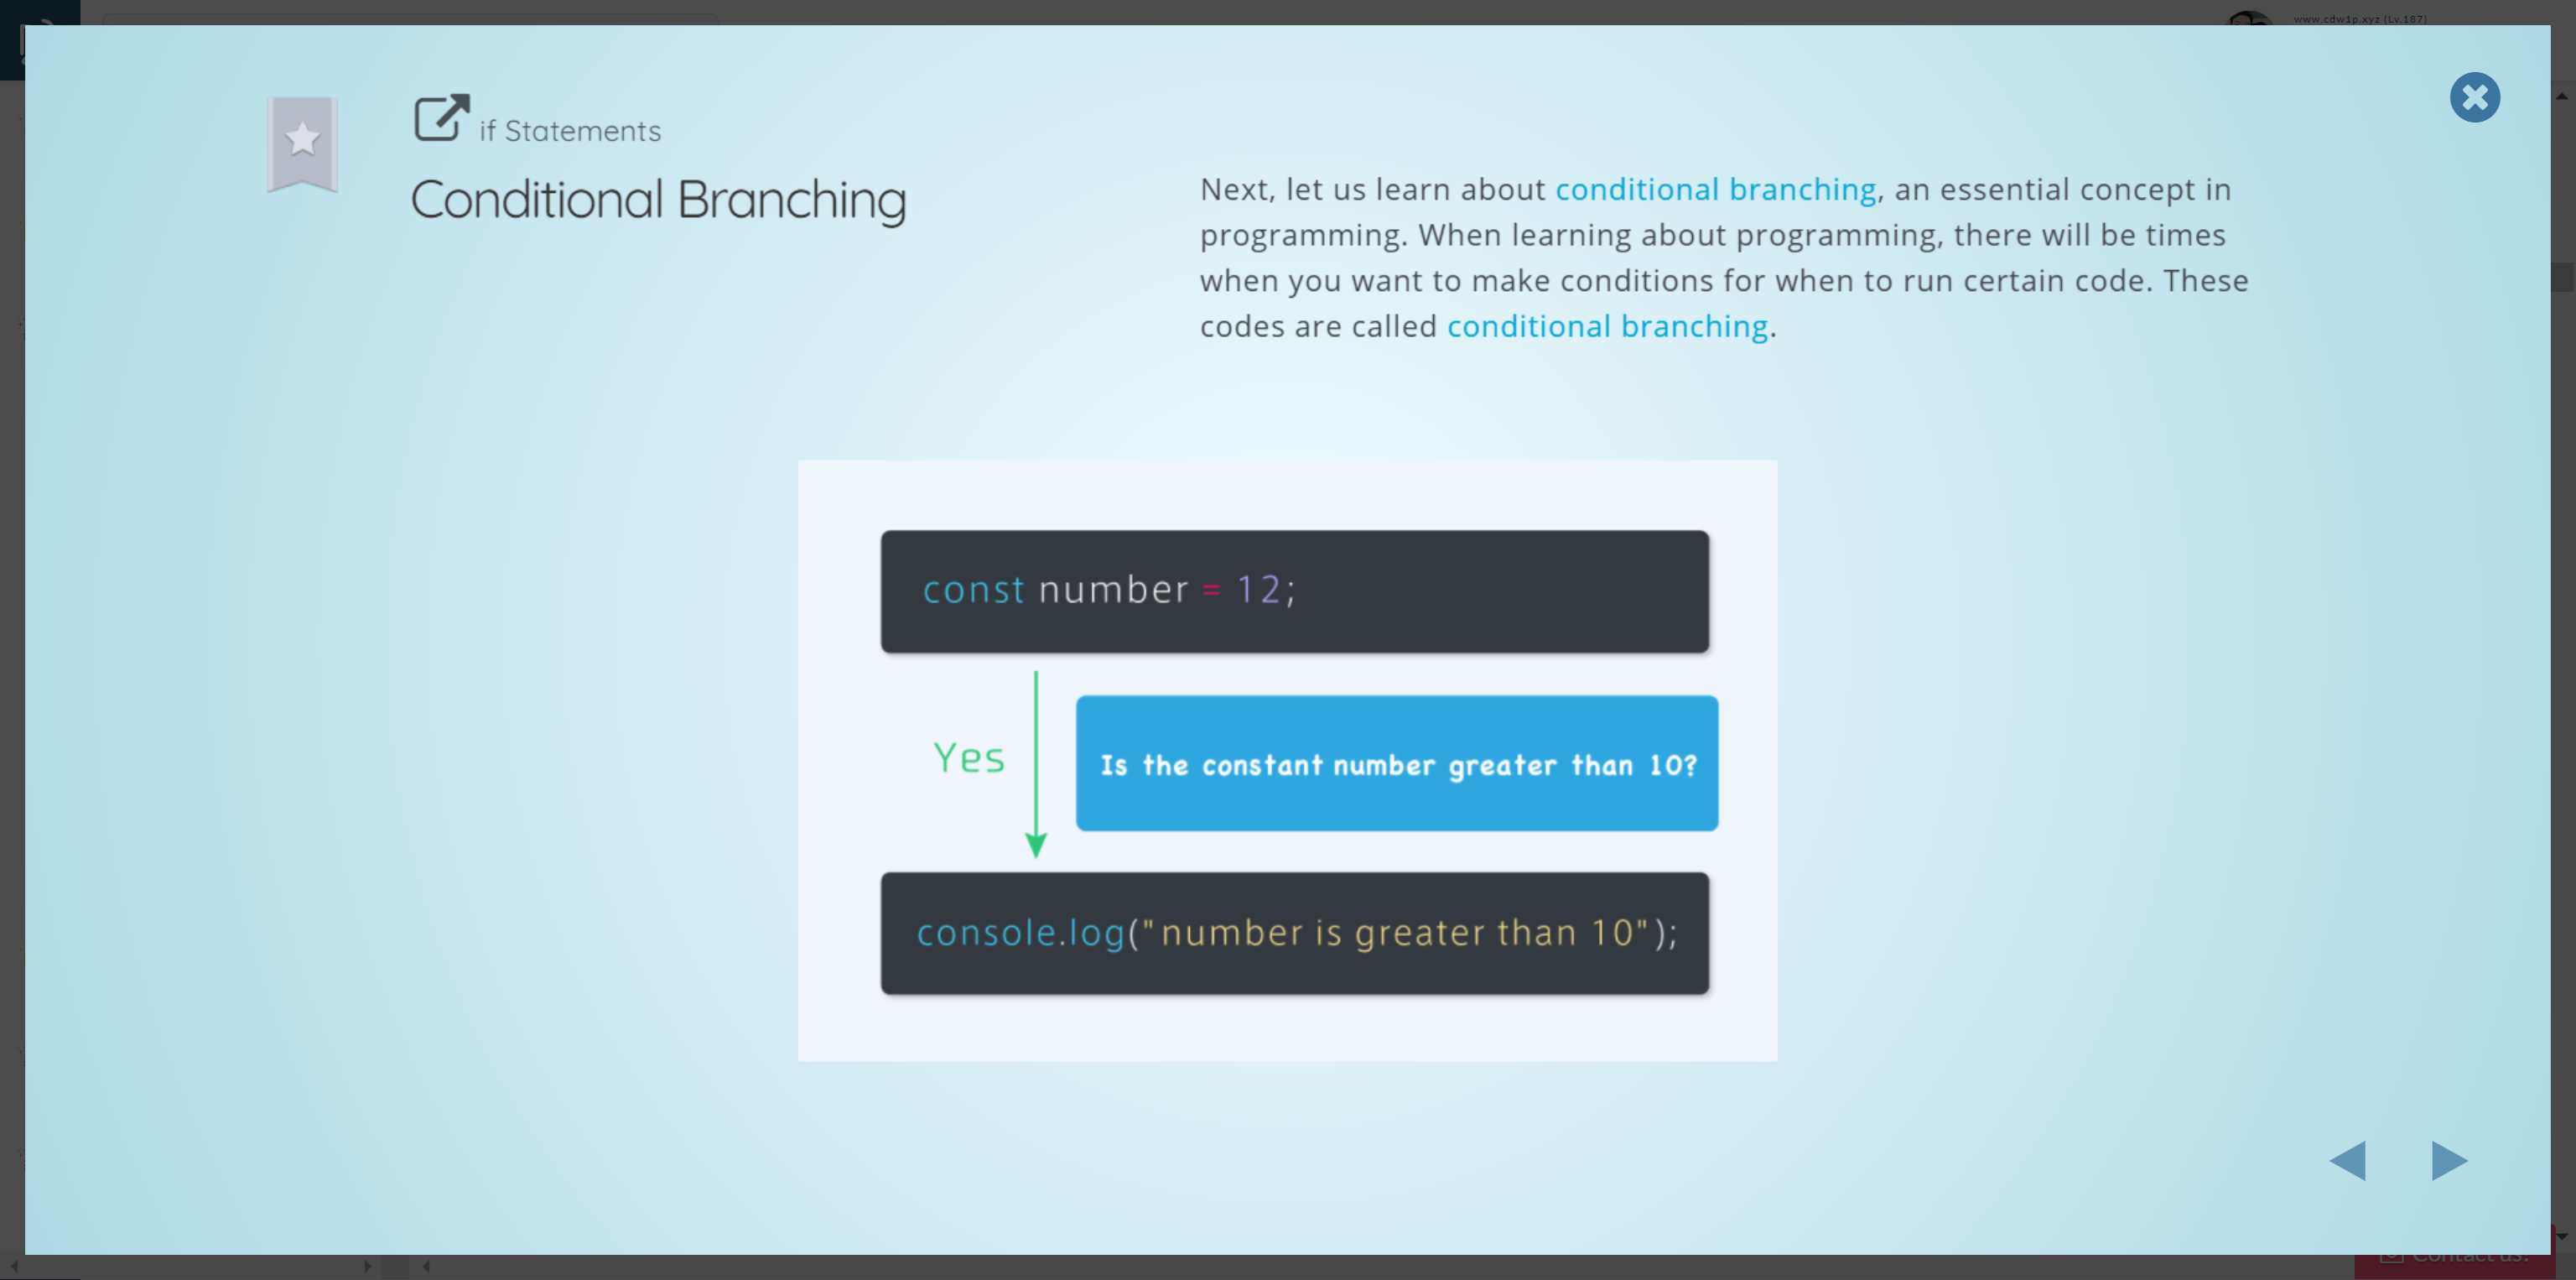 www.cdw1p.xyz (Lv.187)
if Statements
Conditional Branching
Next, let us learn about conditional branching, an essential concept in
programming. When learning about programming, there will be times
when you want to make conditions for when to run certain code. These
codes are called conditional branching.
const number = 12;
Yes
Is the constant number greater than 10?
console.log("number is greater than 10");
Contact us!